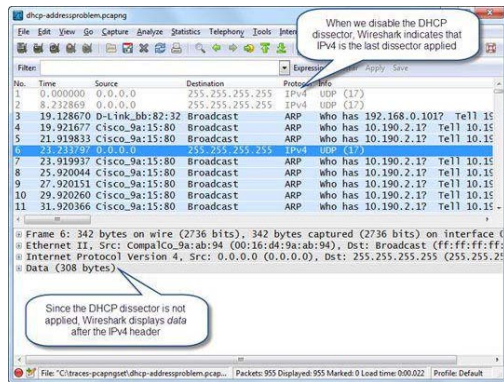 dhcp-addressproblem.pcapng
File Edit View Go Capture Analyze Statistics Telephony Tools Inter
When we disable the DHCP
dissector, Wireshark indicates that
IPv4 is the last dissector applied
Filter: Expression Clear Apply Save
No. Time Source Destination Protocol Info
1 0.000000 0.0.0.0 255.255.255.255 IPv4 UDP (17)
2 8.232869 0.0.0.0 255.255.255.255 IPv4 UDP (17)
3 19.128670 D-Link_bb:82:32 Broadcast ARP Who has 192.168.0.101? Tell 19
4 19.921677 Cisco_9a:15:80 Broadcast ARP Who has 10.190.2.1? Tell 10.19
5 21.919833 Cisco_9a:15:80 Broadcast ARP Who has 10.190.2.1? Tell 10.19
6 23.233797 0.0.0.0 255.255.255.255 IPv4 UDP (17)
7 23.919937 Cisco_9a:15:80 Broadcast ARP Who has 10.190.2.1? Tell 10.19
8 25.920044 Cisco_9a:15:80 Broadcast ARP Who has 10.190.2.1? Tell 10.19
9 27.920151 Cisco_9a:15:80 Broadcast ARP Who has 10.190.2.1? Tell 10.19
10 29.920260 Cisco_9a:15:80 Broadcast ARP Who has 10.190.2.1? Tell 10.19
11 31.920366 Cisco_9a:15:80 Broadcast ARP Who has 10.190.2.1? Tell 10.19
Frame 6: 342 bytes on wire (2736 bits), 342 bytes captured (2736 bits) on interface 0
Ethernet II, Src: CompalCo_9a:ab:94 (00:16:d4:9a:ab:94), Dst: Broadcast (ff:ff:ff:ff:
Internet Protocol Version 4, Src: 0.0.0.0 (0.0.0.0), Dst: 255.255.255.255 (255.255.25
Data (308 bytes)
Since the DHCP dissector is not
applied, Wireshark displays data
after the IPv4 header
File: "C:\traces-pcapngset\dhcp-addressproblem.pcap... Packets: 955 Displayed: 955 Marked: 0 Load time: 0:00.022 Profile: Default